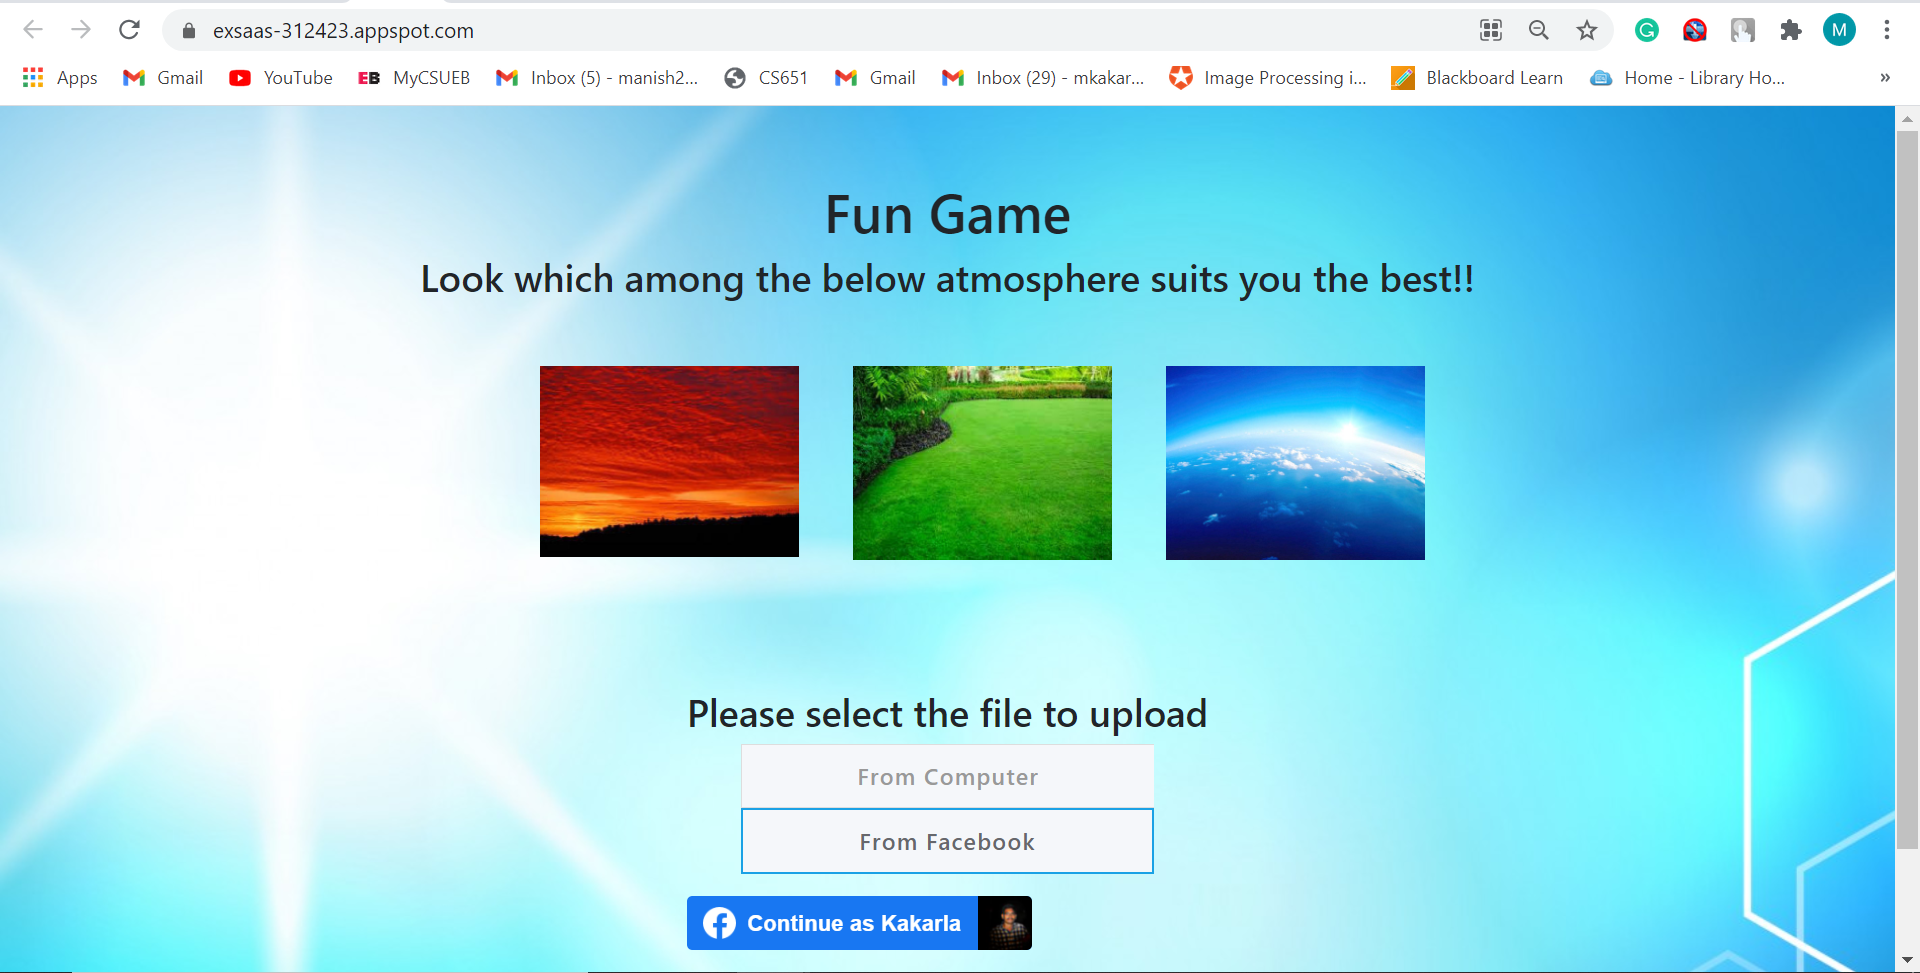 exsaas-312423.appspot.com
M
Apps Gmail YouTube EB MyCSUEB Inbox (5) - manish2... CS651 Gmail Inbox (29) - mkakar... Image Processing i... Blackboard Learn Home - Library Ho... »
Fun Game
Look which among the below atmosphere suits you the best!!
Please select the file to upload
From Computer
From Facebook
Continue as Kakarla